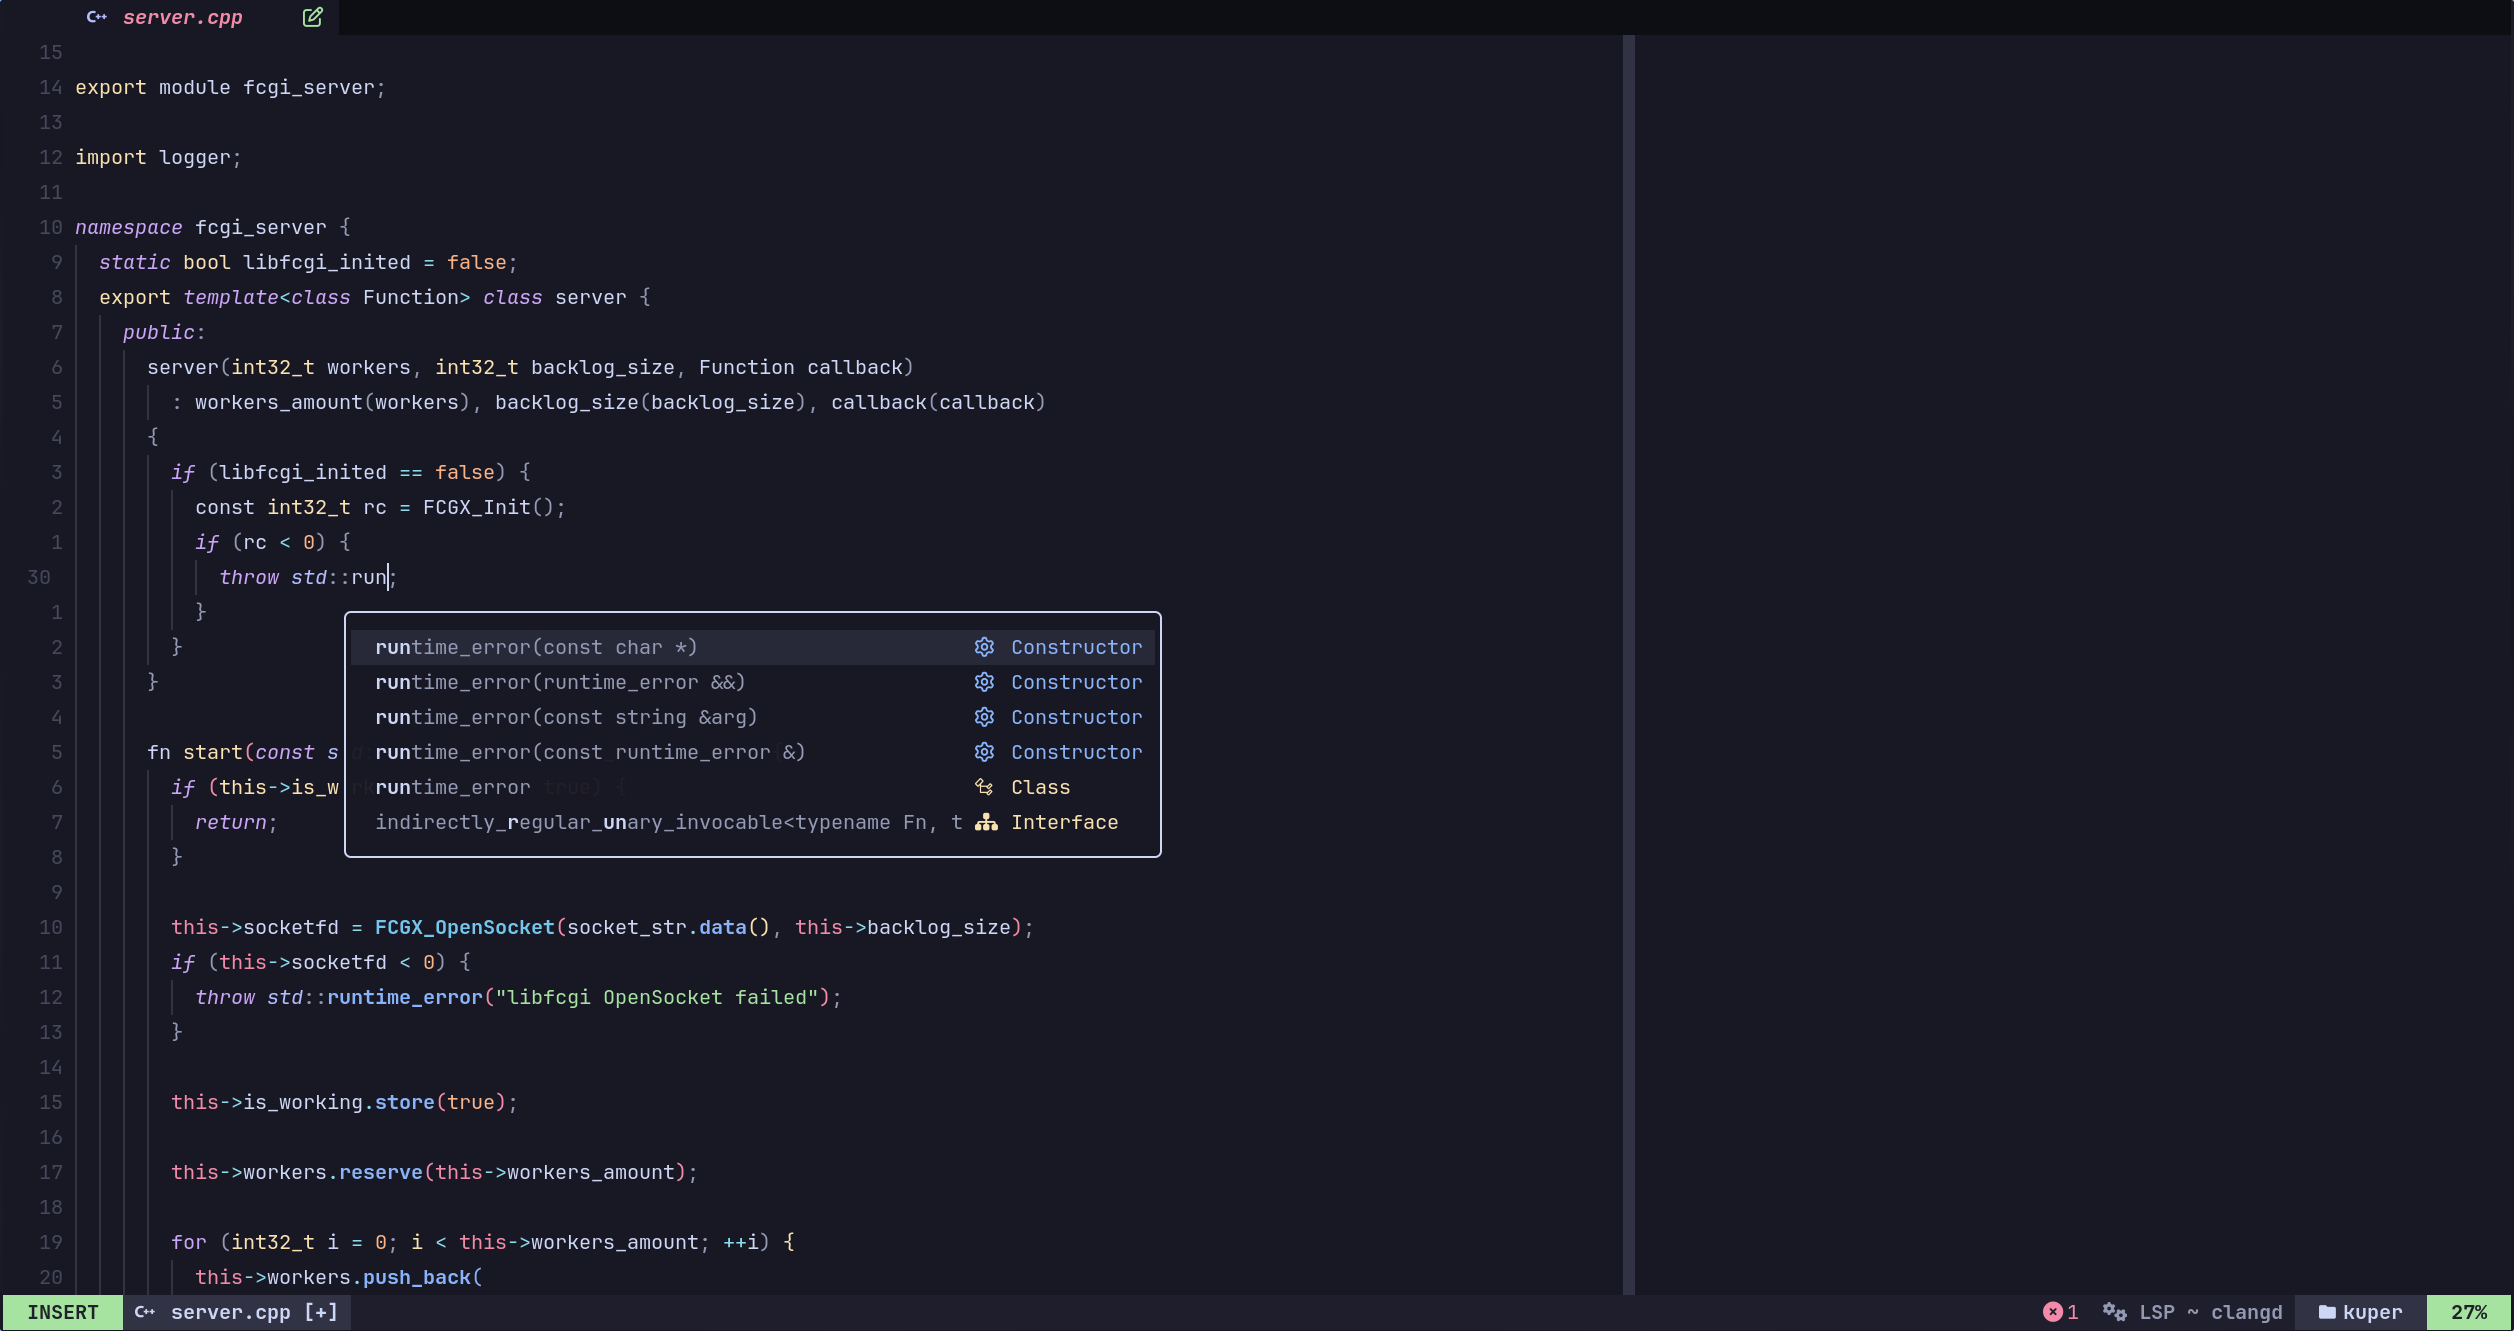 C++ server.cpp
15
14 export module fcgi_server;
13
12 import logger;
11
10 namespace fcgi_server {
9 static bool libfcgi_inited = false;
8 export template<class Function> class server {
7 public:
6 server(int32_t workers, int32_t backlog_size, Function callback)
5 : workers_amount(workers), backlog_size(backlog_size), callback(callback)
4 {
3 if (libfcgi_inited == false) {
2 const int32_t rc = FCGX_Init();
1 if (rc < 0) {
30 throw std::run;
1 }
2 } runtime_error(const char *) Constructor
3 } runtime_error(runtime_error &&) Constructor
4 runtime_error(const string &arg) Constructor
5 fn start(const s runtime_error(const runtime_error &) Constructor
6 if (this->is_w runtime_error true) { Class
7 return; indirectly_regular_unary_invocable<typename Fn, t Interface
8 }
9
10 this->socketfd = FCGX_OpenSocket(socket_str.data(), this->backlog_size);
11 if (this->socketfd < 0) {
12 throw std::runtime_error("libfcgi OpenSocket failed");
13 }
14
15 this->is_working.store(true);
16
17 this->workers.reserve(this->workers_amount);
18
19 for (int32_t i = 0; i < this->workers_amount; ++i) {
20 this->workers.push_back(
INSERT C++ server.cpp [+] 1 LSP ~ clangd kuper 27%